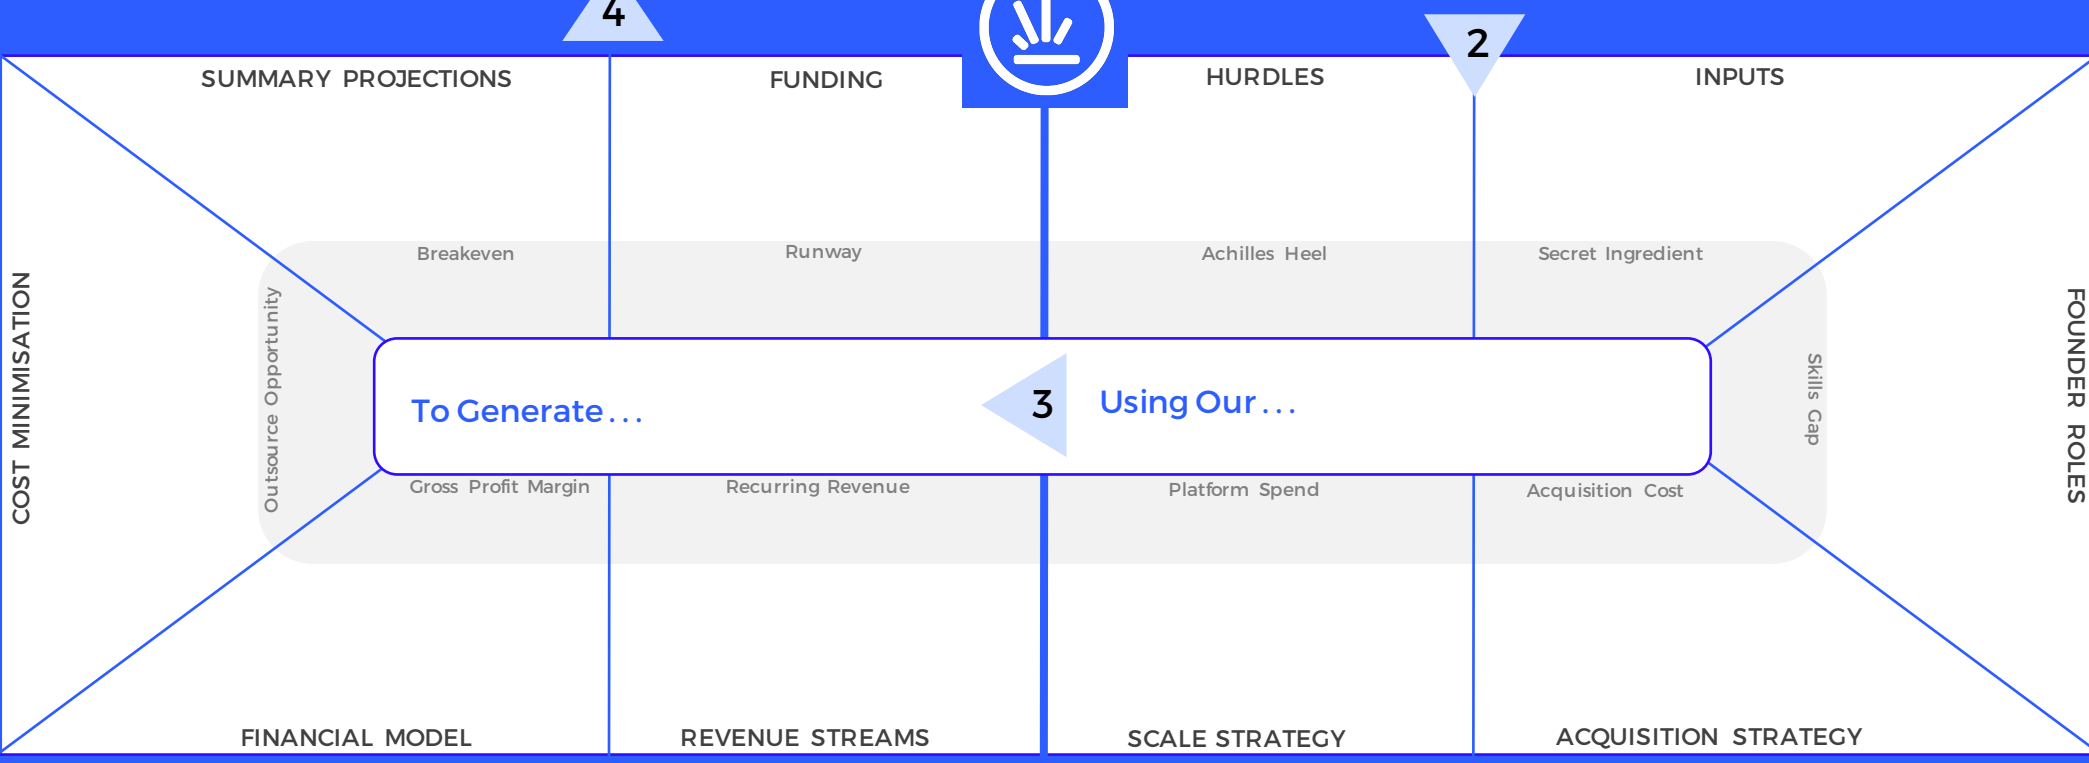 4
2
SUMMARY PROJECTIONS
FUNDING
HURDLES
INPUTS
Breakeven
Runway
Achilles Heel
Secret Ingredient
COST MINIMISATION
Outsource Opportunity
To Generate...
3
Using Our...
Skills Gap
FOUNDER ROLES
Gross Profit Margin
Recurring Revenue
Platform Spend
Acquisition Cost
FINANCIAL MODEL
REVENUE STREAMS
SCALE STRATEGY
ACQUISITION STRATEGY